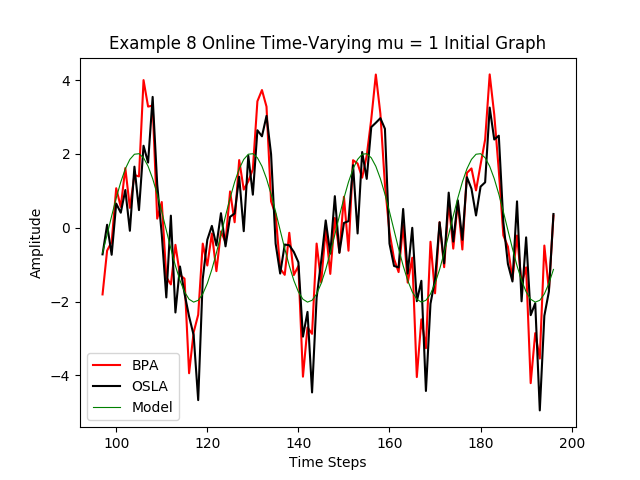 Example 8 Online Time-Varying mu = 1 Initial Graph
Amplitude
4
2
0
−2
−4
BPA
OSLA
Model
100 120 140 160 180 200
Time Steps